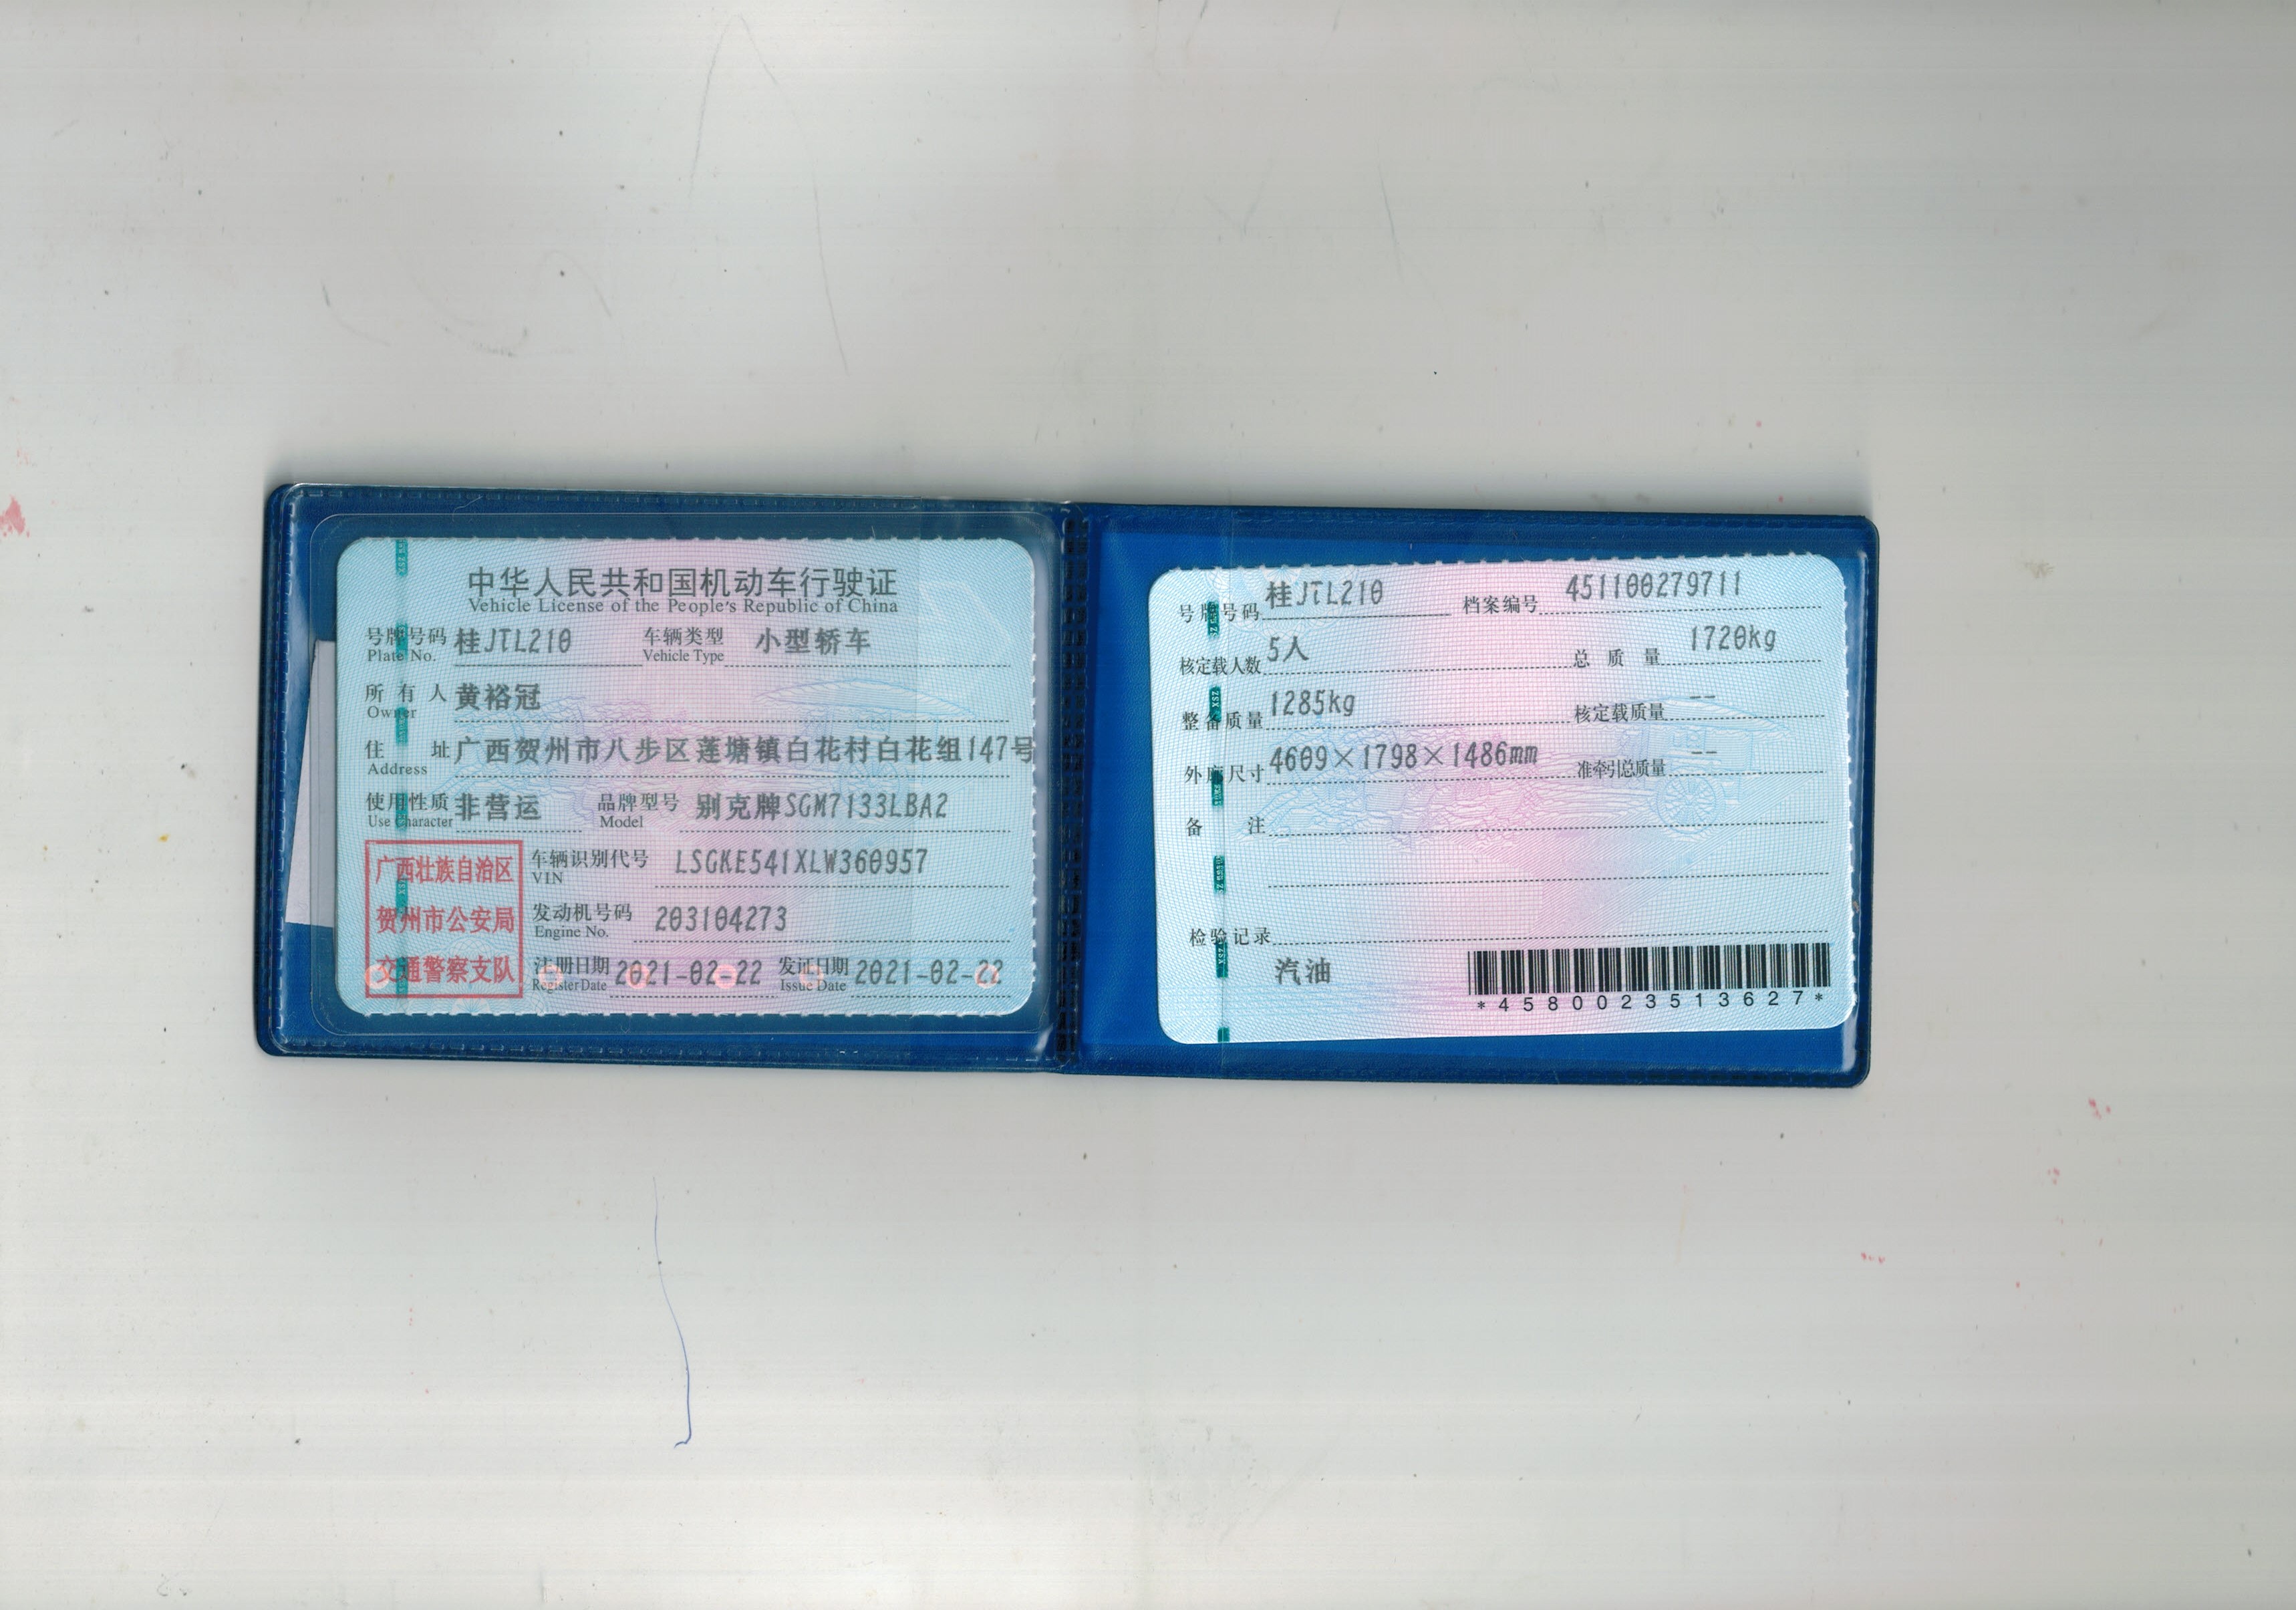 中华人民共和国机动车行驶证
Vehicle License of the People's Republic of China
号牌号码 桂JTL210 车辆类型 小型轿车
Plate No. Vehicle Type
所有人 黄裕冠
Owner
住址 广西贺州市八步区莲塘镇白花村白花组147号
Address
使用性质 非营运 品牌型号 别克牌SGM7133LBA2
Use Character Model
广西壮族自治区
贺州市公安局
交通警察支队
车辆识别代号 LSGKE541XLW360957
VIN
发动机号码 203104273
Engine No.
注册日期 2021-02-22 发证日期 2021-02-22
Register Date Issue Date
号牌号码 桂JTL210 档案编号 451100279711
核定载人数 5人 总质量 1720kg
整备质量 1285kg 核定载质量 --
外廓尺寸 4609×1798×1486mm 准牵引总质量 --
备注
检验记录
汽油
*4580023513627*